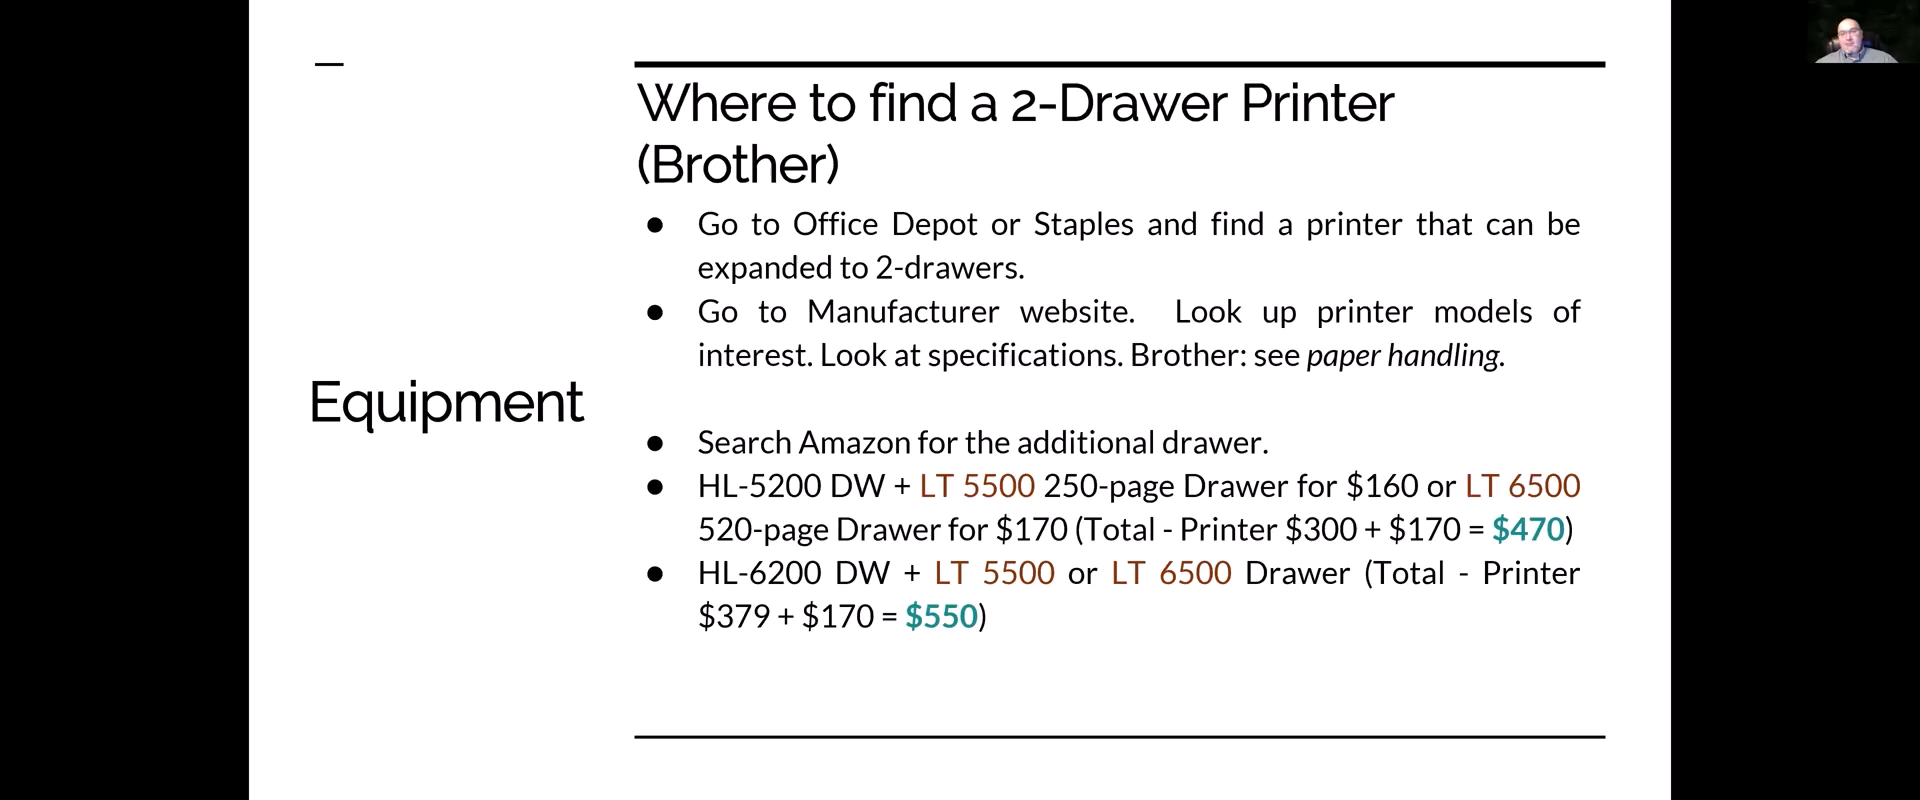 Where to find a 2-Drawer Printer
(Brother)
● Go to Office Depot or Staples and find a printer that can be
expanded to 2-drawers.
● Go to Manufacturer website.  Look up printer models of
interest. Look at specifications. Brother: see paper handling.
Equipment
● Search Amazon for the additional drawer.
● HL-5200 DW + LT 5500 250-page Drawer for $160 or LT 6500
520-page Drawer for $170 (Total - Printer $300 + $170 = $470)
● HL-6200 DW + LT 5500 or LT 6500 Drawer (Total - Printer
$379 + $170 = $550)